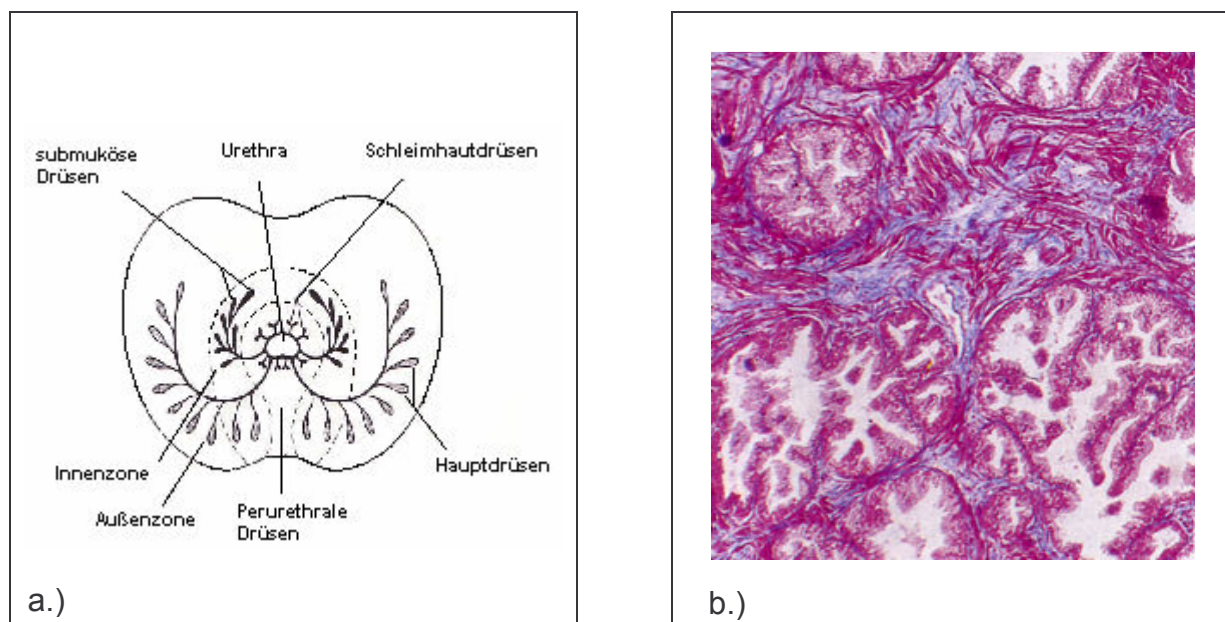 submuköse
Drüsen
Urethra
Schleimhautdrüsen
Innenzone
Außenzone
Perurethrale
Drüsen
Hauptdrüsen
a.)
b.)